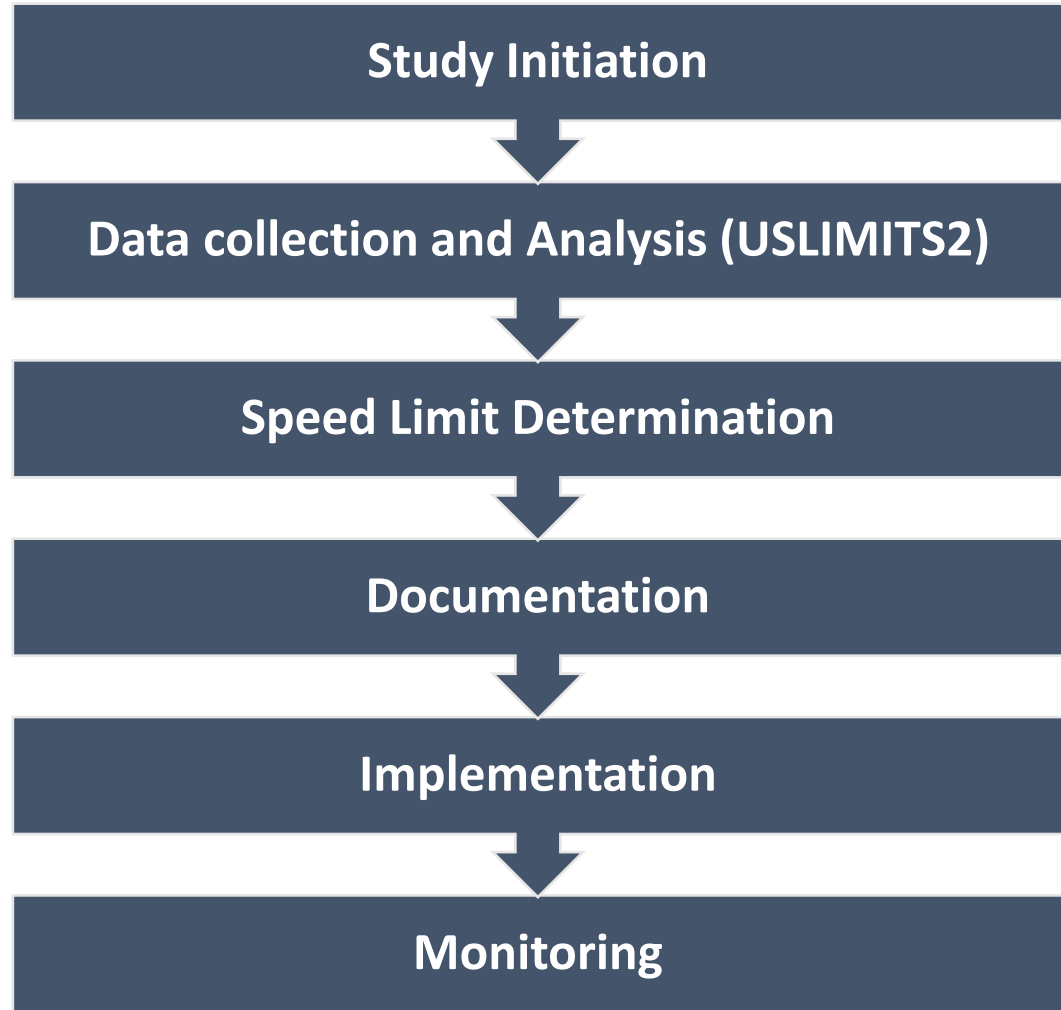 Study Initiation
Data collection and Analysis (USLIMITS2)
Speed Limit Determination
Documentation
Implementation
Monitoring